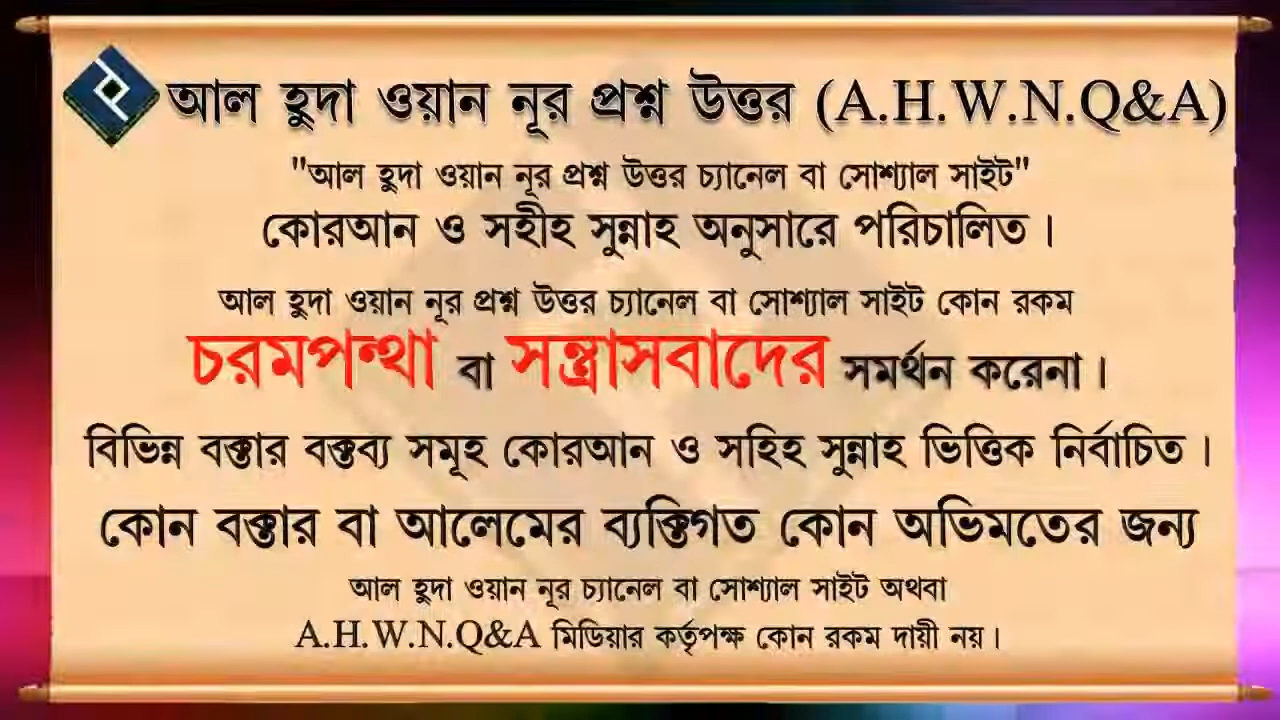 আল হুদা ওয়ান নূর প্রশ্ন উত্তর (A.H.W.N.Q&A)
"আল হুদা ওয়ান নূর প্রশ্ন উত্তর চ্যানেল বা সোশ্যাল সাইট"
কোরআন ও সহীহ সুন্নাহ অনুসারে পরিচালিত ।
আল হুদা ওয়ান নূর প্রশ্ন উত্তর চ্যানেল বা সোশ্যাল সাইট কোন রকম
চরমপন্থা বা সন্ত্রাসবাদের সমর্থন করেনা ।
বিভিন্ন বক্তার বক্তব্য সমূহ কোরআন ও সহিহ সুন্নাহ ভিত্তিক নির্বাচিত ।
কোন বক্তার বা আলেমের ব্যক্তিগত কোন অভিমতের জন্য
আল হুদা ওয়ান নূর চ্যানেল বা সোশ্যাল সাইট অথবা
A.H.W.N.Q&A মিডিয়ার কর্তৃপক্ষ কোন রকম দায়ী নয় ।